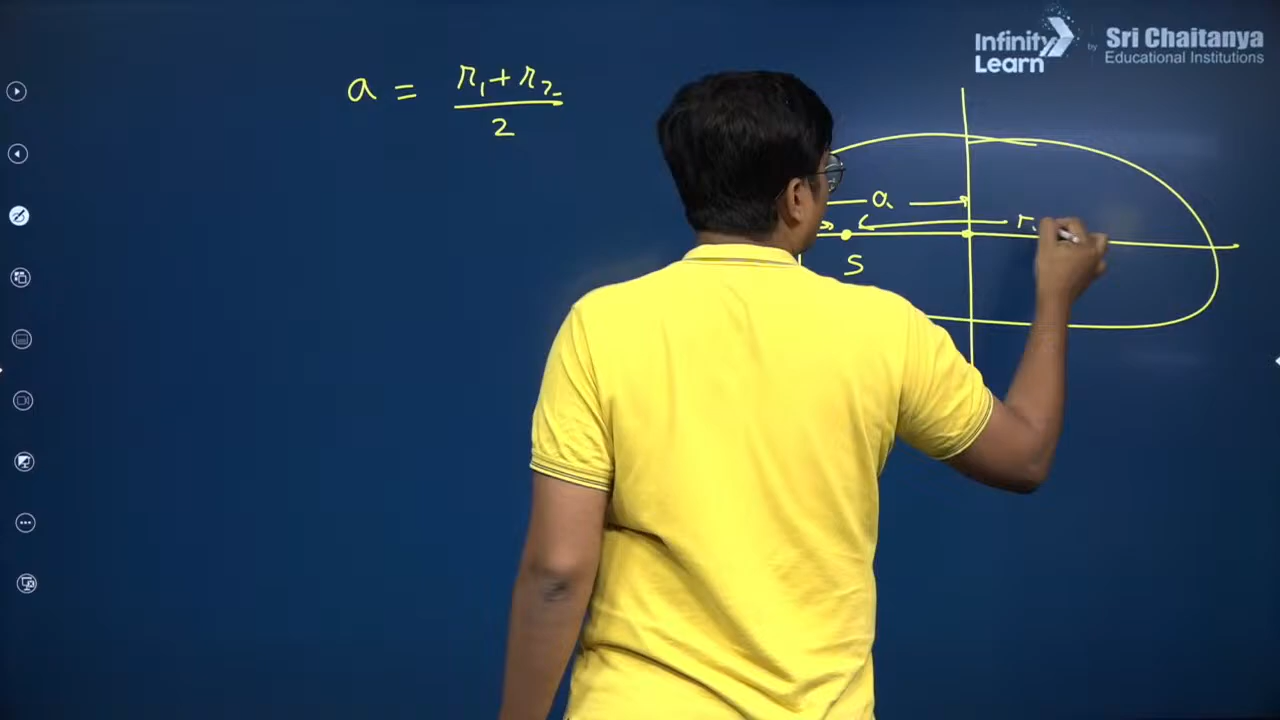 Infinity Learn by Sri Chaitanya Educational Institutions
a = r₁ + r₂ / 2
a
r
S